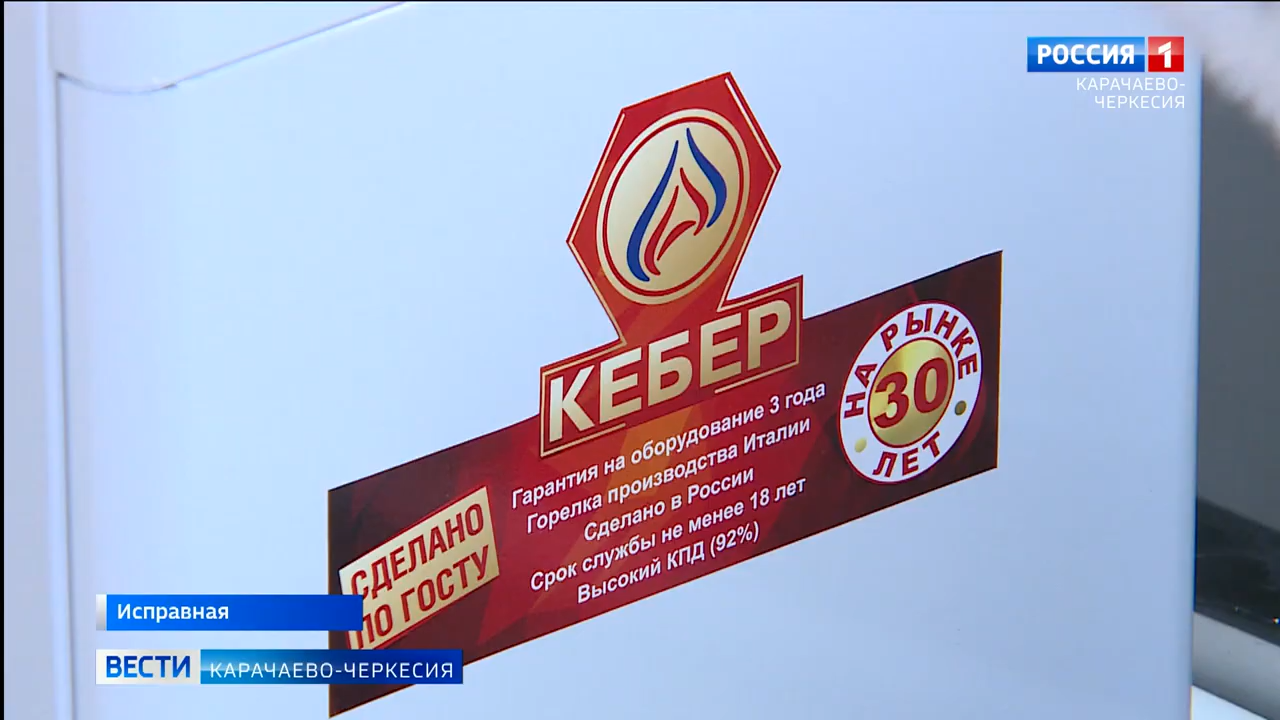 РОССИЯ 1
КАРАЧАЕВО-
ЧЕРКЕСИЯ
КЕБЕР
НА РЫНКЕ
30
ЛЕТ
Гарантия на оборудование 3 года
Горелка производства Италии
Сделано в России
Срок службы не менее 18 лет
Высокий КПД (92%)
СДЕЛАНО
ПО ГОСТУ
Исправная
ВЕСТИ КАРАЧАЕВО-ЧЕРКЕСИЯ